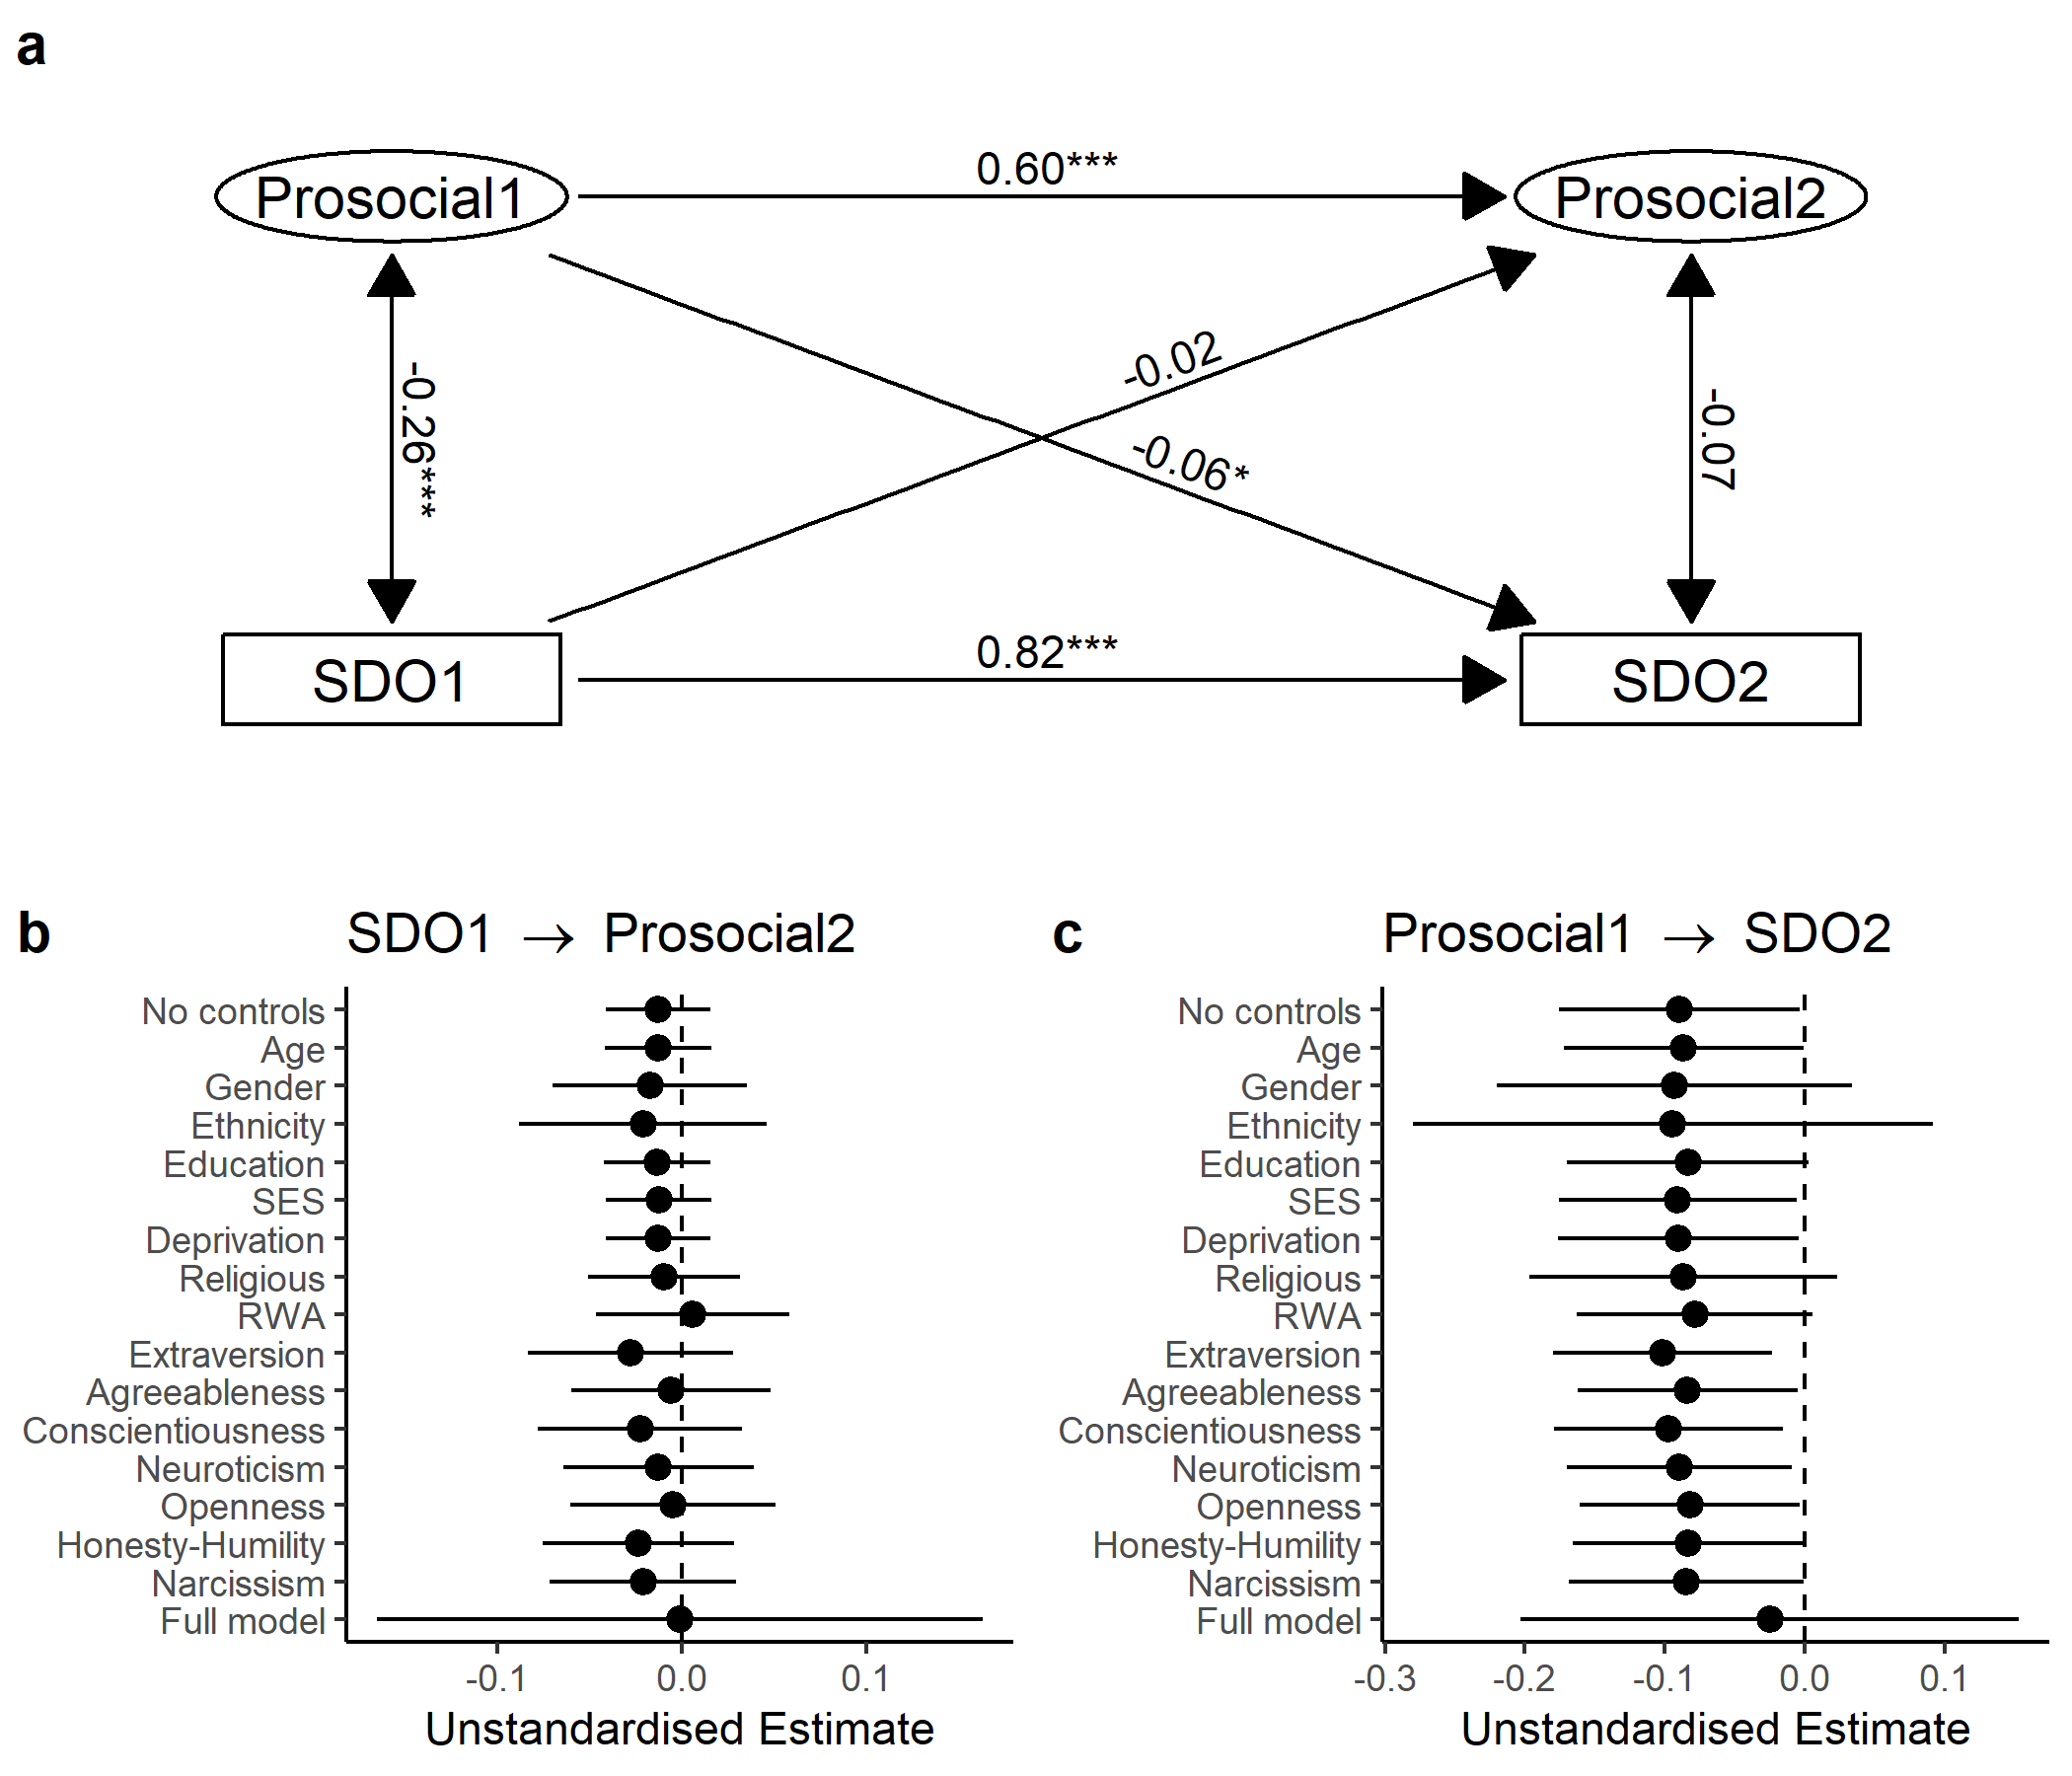 a
Prosocial1
0.60***
Prosocial2
-0.26***
-0.02
-0.06*
-0.07
SDO1
0.82***
SDO2
b
SDO1 → Prosocial2
No controls
Age
Gender
Ethnicity
Education
SES
Deprivation
Religious
RWA
Extraversion
Agreeableness
Conscientiousness
Neuroticism
Openness
Honesty-Humility
Narcissism
Full model
-0.1 0.0 0.1
Unstandardised Estimate
c
Prosocial1 → SDO2
No controls
Age
Gender
Ethnicity
Education
SES
Deprivation
Religious
RWA
Extraversion
Agreeableness
Conscientiousness
Neuroticism
Openness
Honesty-Humility
Narcissism
Full model
-0.3 -0.2 -0.1 0.0 0.1
Unstandardised Estimate